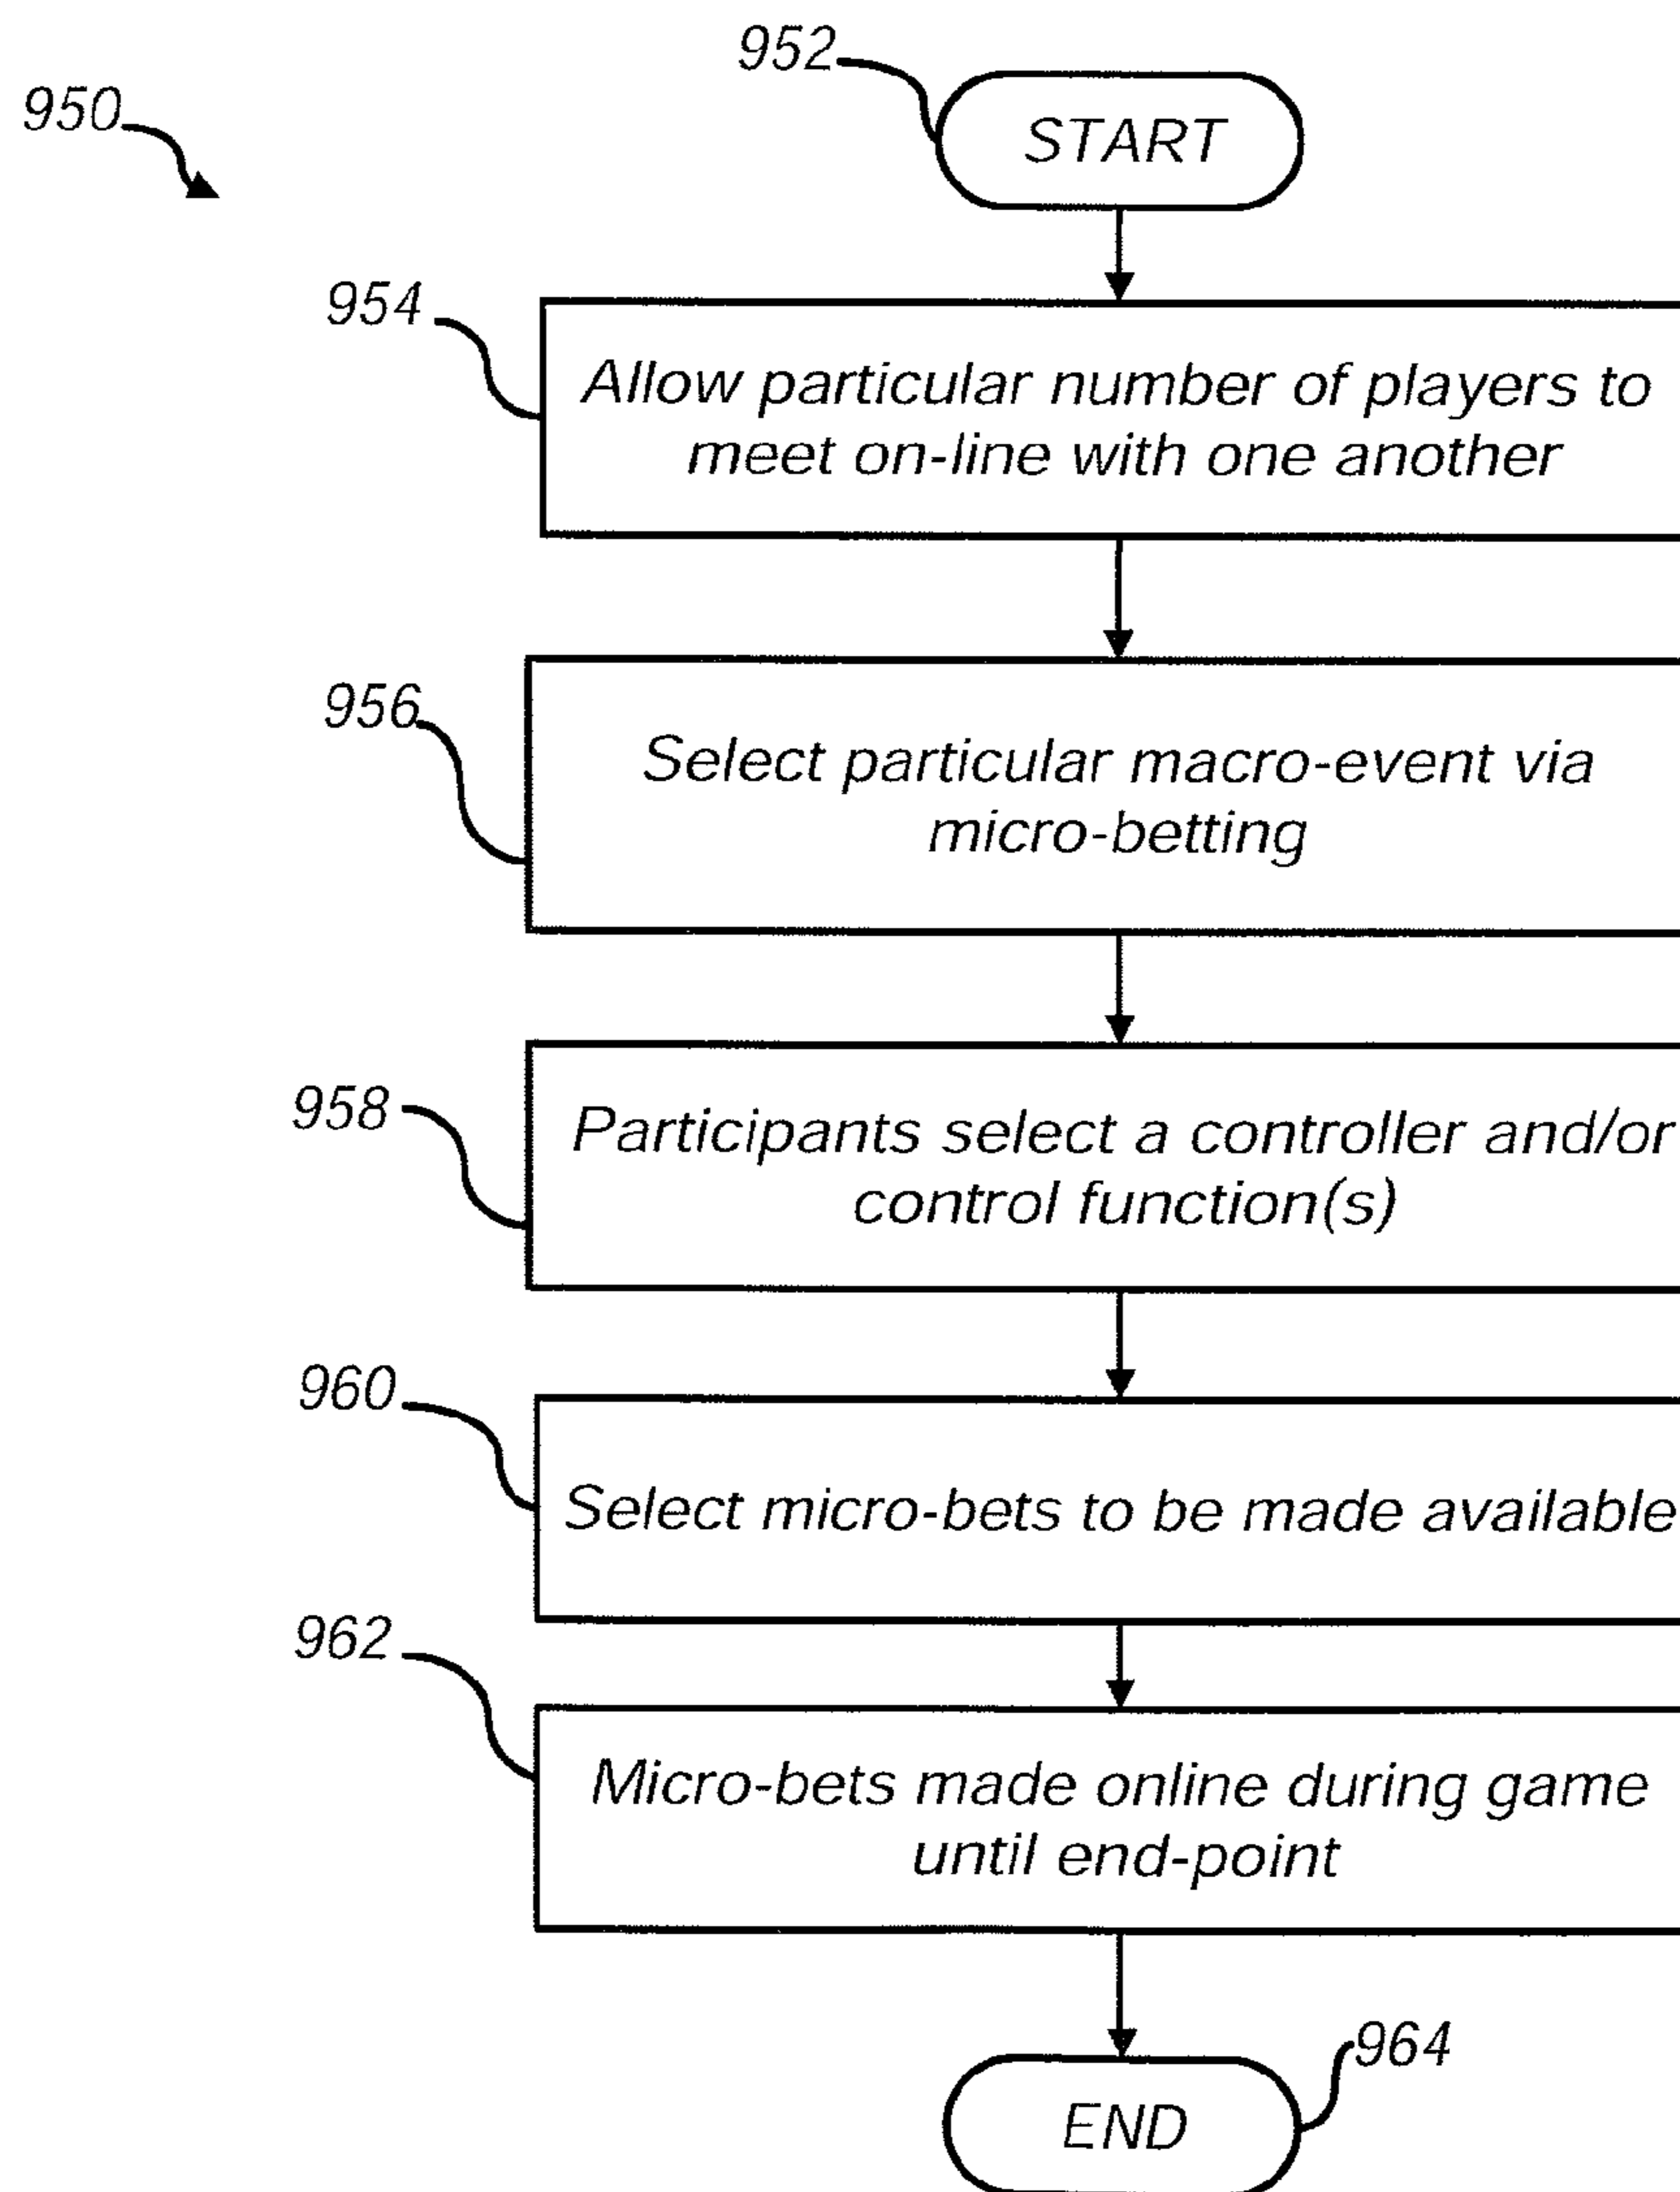 952
950
START
954
Allow particular number of players to
meet on-line with one another
956
Select particular macro-event via
micro-betting
958
Participants select a controller and/or
control function(s)
960
Select micro-bets to be made available
962
Micro-bets made online during game
until end-point
964
END